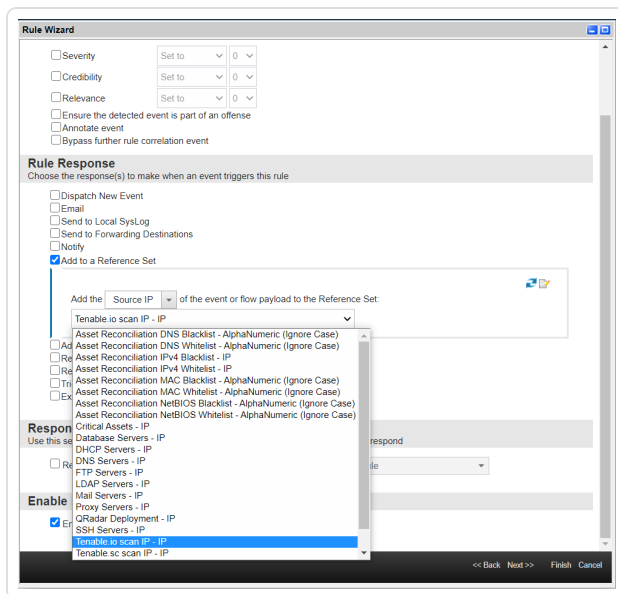 Rule Wizard
Severity Set to 0
Credibility Set to 0
Relevance Set to 0
Ensure the detected event is part of an offense
Annotate event
Bypass further rule correlation event
Rule Response
Choose the response(s) to make when an event triggers this rule
Dispatch New Event
Email
Send to Local SysLog
Send to Forwarding Destinations
Notify
Add to a Reference Set
Add the Source IP of the event or flow payload to the Reference Set:
Tenable.io scan IP - IP
Asset Reconciliation DNS Blacklist - AlphaNumeric (Ignore Case)
Asset Reconciliation DNS Whitelist - AlphaNumeric (Ignore Case)
Asset Reconciliation IPv4 Blacklist - IP
Asset Reconciliation IPv4 Whitelist - IP
Asset Reconciliation MAC Blacklist - AlphaNumeric (Ignore Case)
Asset Reconciliation MAC Whitelist - AlphaNumeric (Ignore Case)
Asset Reconciliation NetBIOS Blacklist - AlphaNumeric (Ignore Case)
Asset Reconciliation NetBIOS Whitelist - AlphaNumeric (Ignore Case)
Critical Assets - IP
Database Servers - IP
DHCP Servers - IP
DNS Servers - IP
FTP Servers - IP
LDAP Servers - IP
Mail Servers - IP
Proxy Servers - IP
QRadar Deployment - IP
SSH Servers - IP
Tenable.io scan IP - IP
Tenable.sc scan IP - IP
Ad
Re
Re
Tri
Ex
Respon
Use this se respond
Re le
Enable
En
<< Back Next >> Finish Cancel